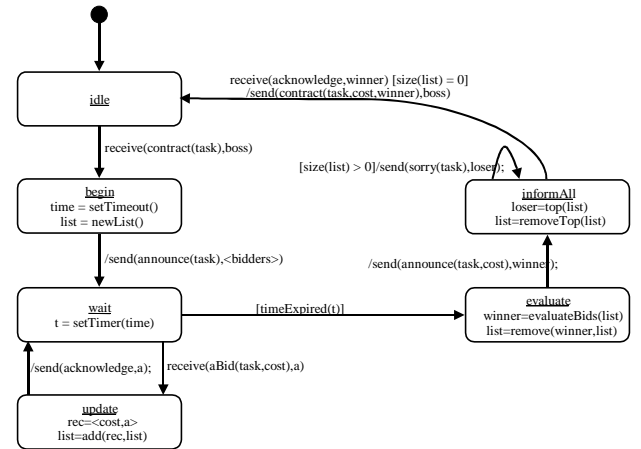 receive(acknowledge,winner) [size(list) = 0]
/send(contract(task,cost,winner),boss)
idle
receive(contract(task),boss)
[size(list) > 0]/send(sorry(task),loser);
begin
time = setTimeout()
list = newList()
informAll
loser=top(list)
list=removeTop(list)
/send(announce(task),<bidders>)
/send(announce(task,cost),winner);
wait
t = setTimer(time)
[timeExpired(t)]
evaluate
winner=evaluateBids(list)
list=remove(winner,list)
/send(acknowledge,a);
receive(aBid(task,cost),a)
update
rec=<cost,a>
list=add(rec,list)